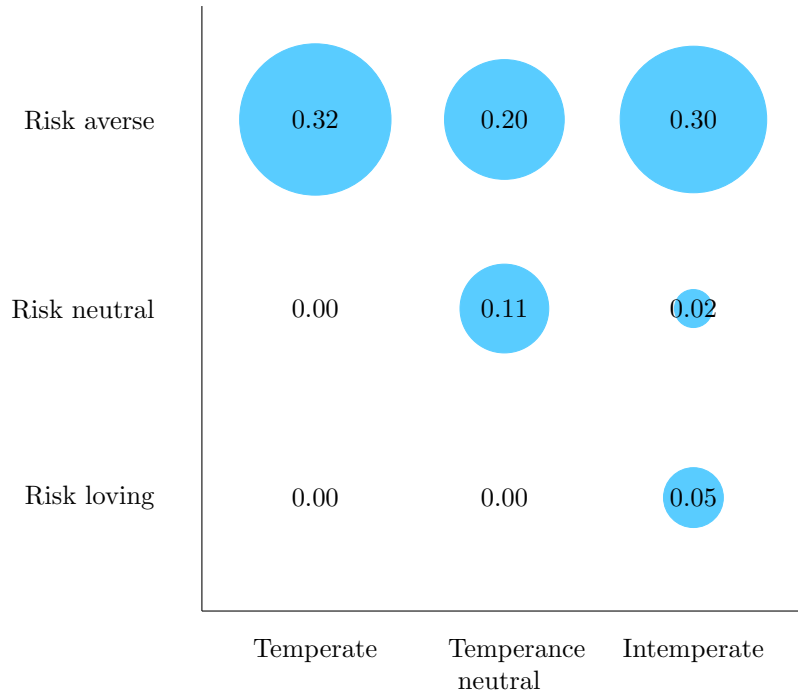 Risk averse 0.32 0.20 0.30
Risk neutral 0.00 0.11 0.02
Risk loving 0.00 0.00 0.05
Temperate Temperance Intemperate
neutral